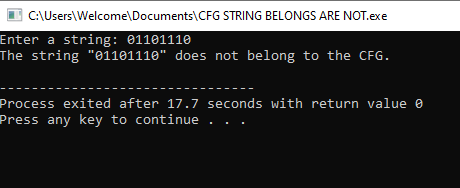 C:\Users\Welcome\Documents\CFG STRING BELONGS ARE NOT.exe
Enter a string: 01101110
The string "01101110" does not belong to the CFG.
--------------------------------
Process exited after 17.7 seconds with return value 0
Press any key to continue . . .